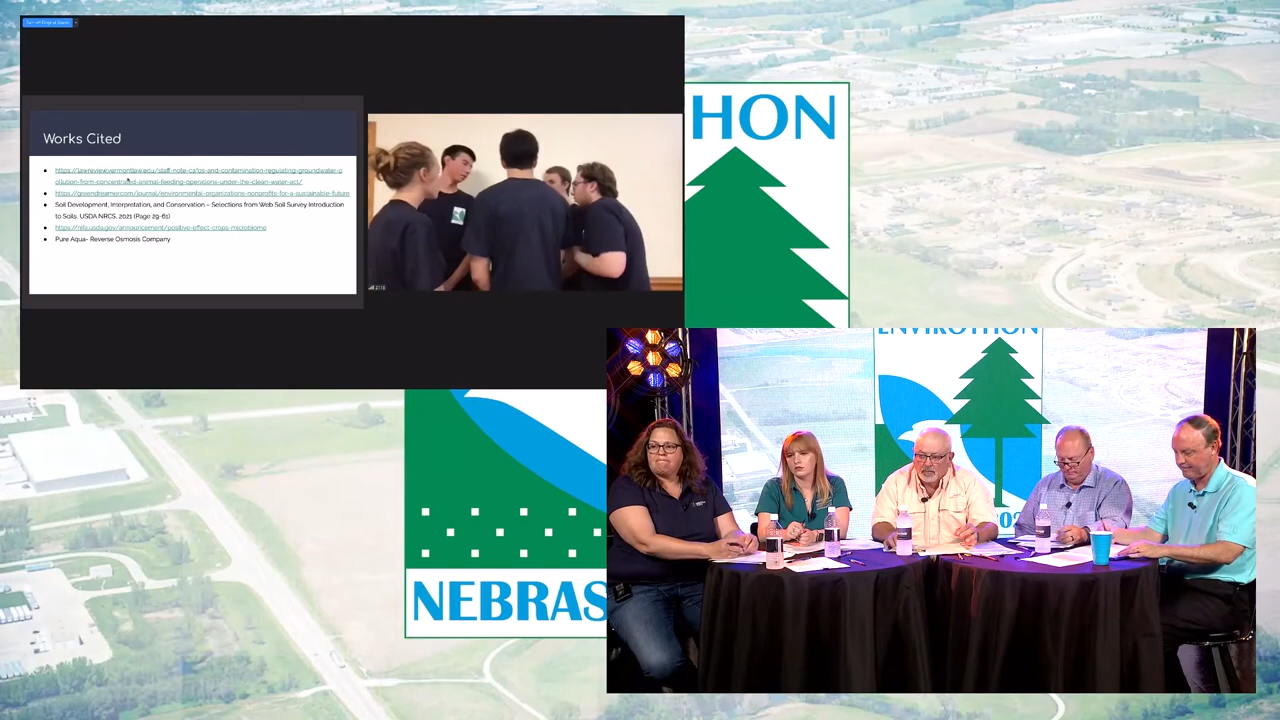 Works Cited
https://lawreview.vermontlaw.edu/staff-note-cafos-and-contamination-regulating-groundwater-p
ollution-from-concentrated-animal-feeding-operations-under-the-clean-water-act/
https://greendreamer.com/journal/environmental-organizations-nonprofits-for-a-sustainable-future
Soil Development, Interpretation, and Conservation – Selections from Web Soil Survey Introduction
to Soils. USDA NRCS, 2021 (Page 29-61)
https://nifa.usda.gov/announcement/positive-effect-crops-microbiome
Pure Aqua- Reverse Osmosis Company
HON
ENVIROTHON
NEBRAS